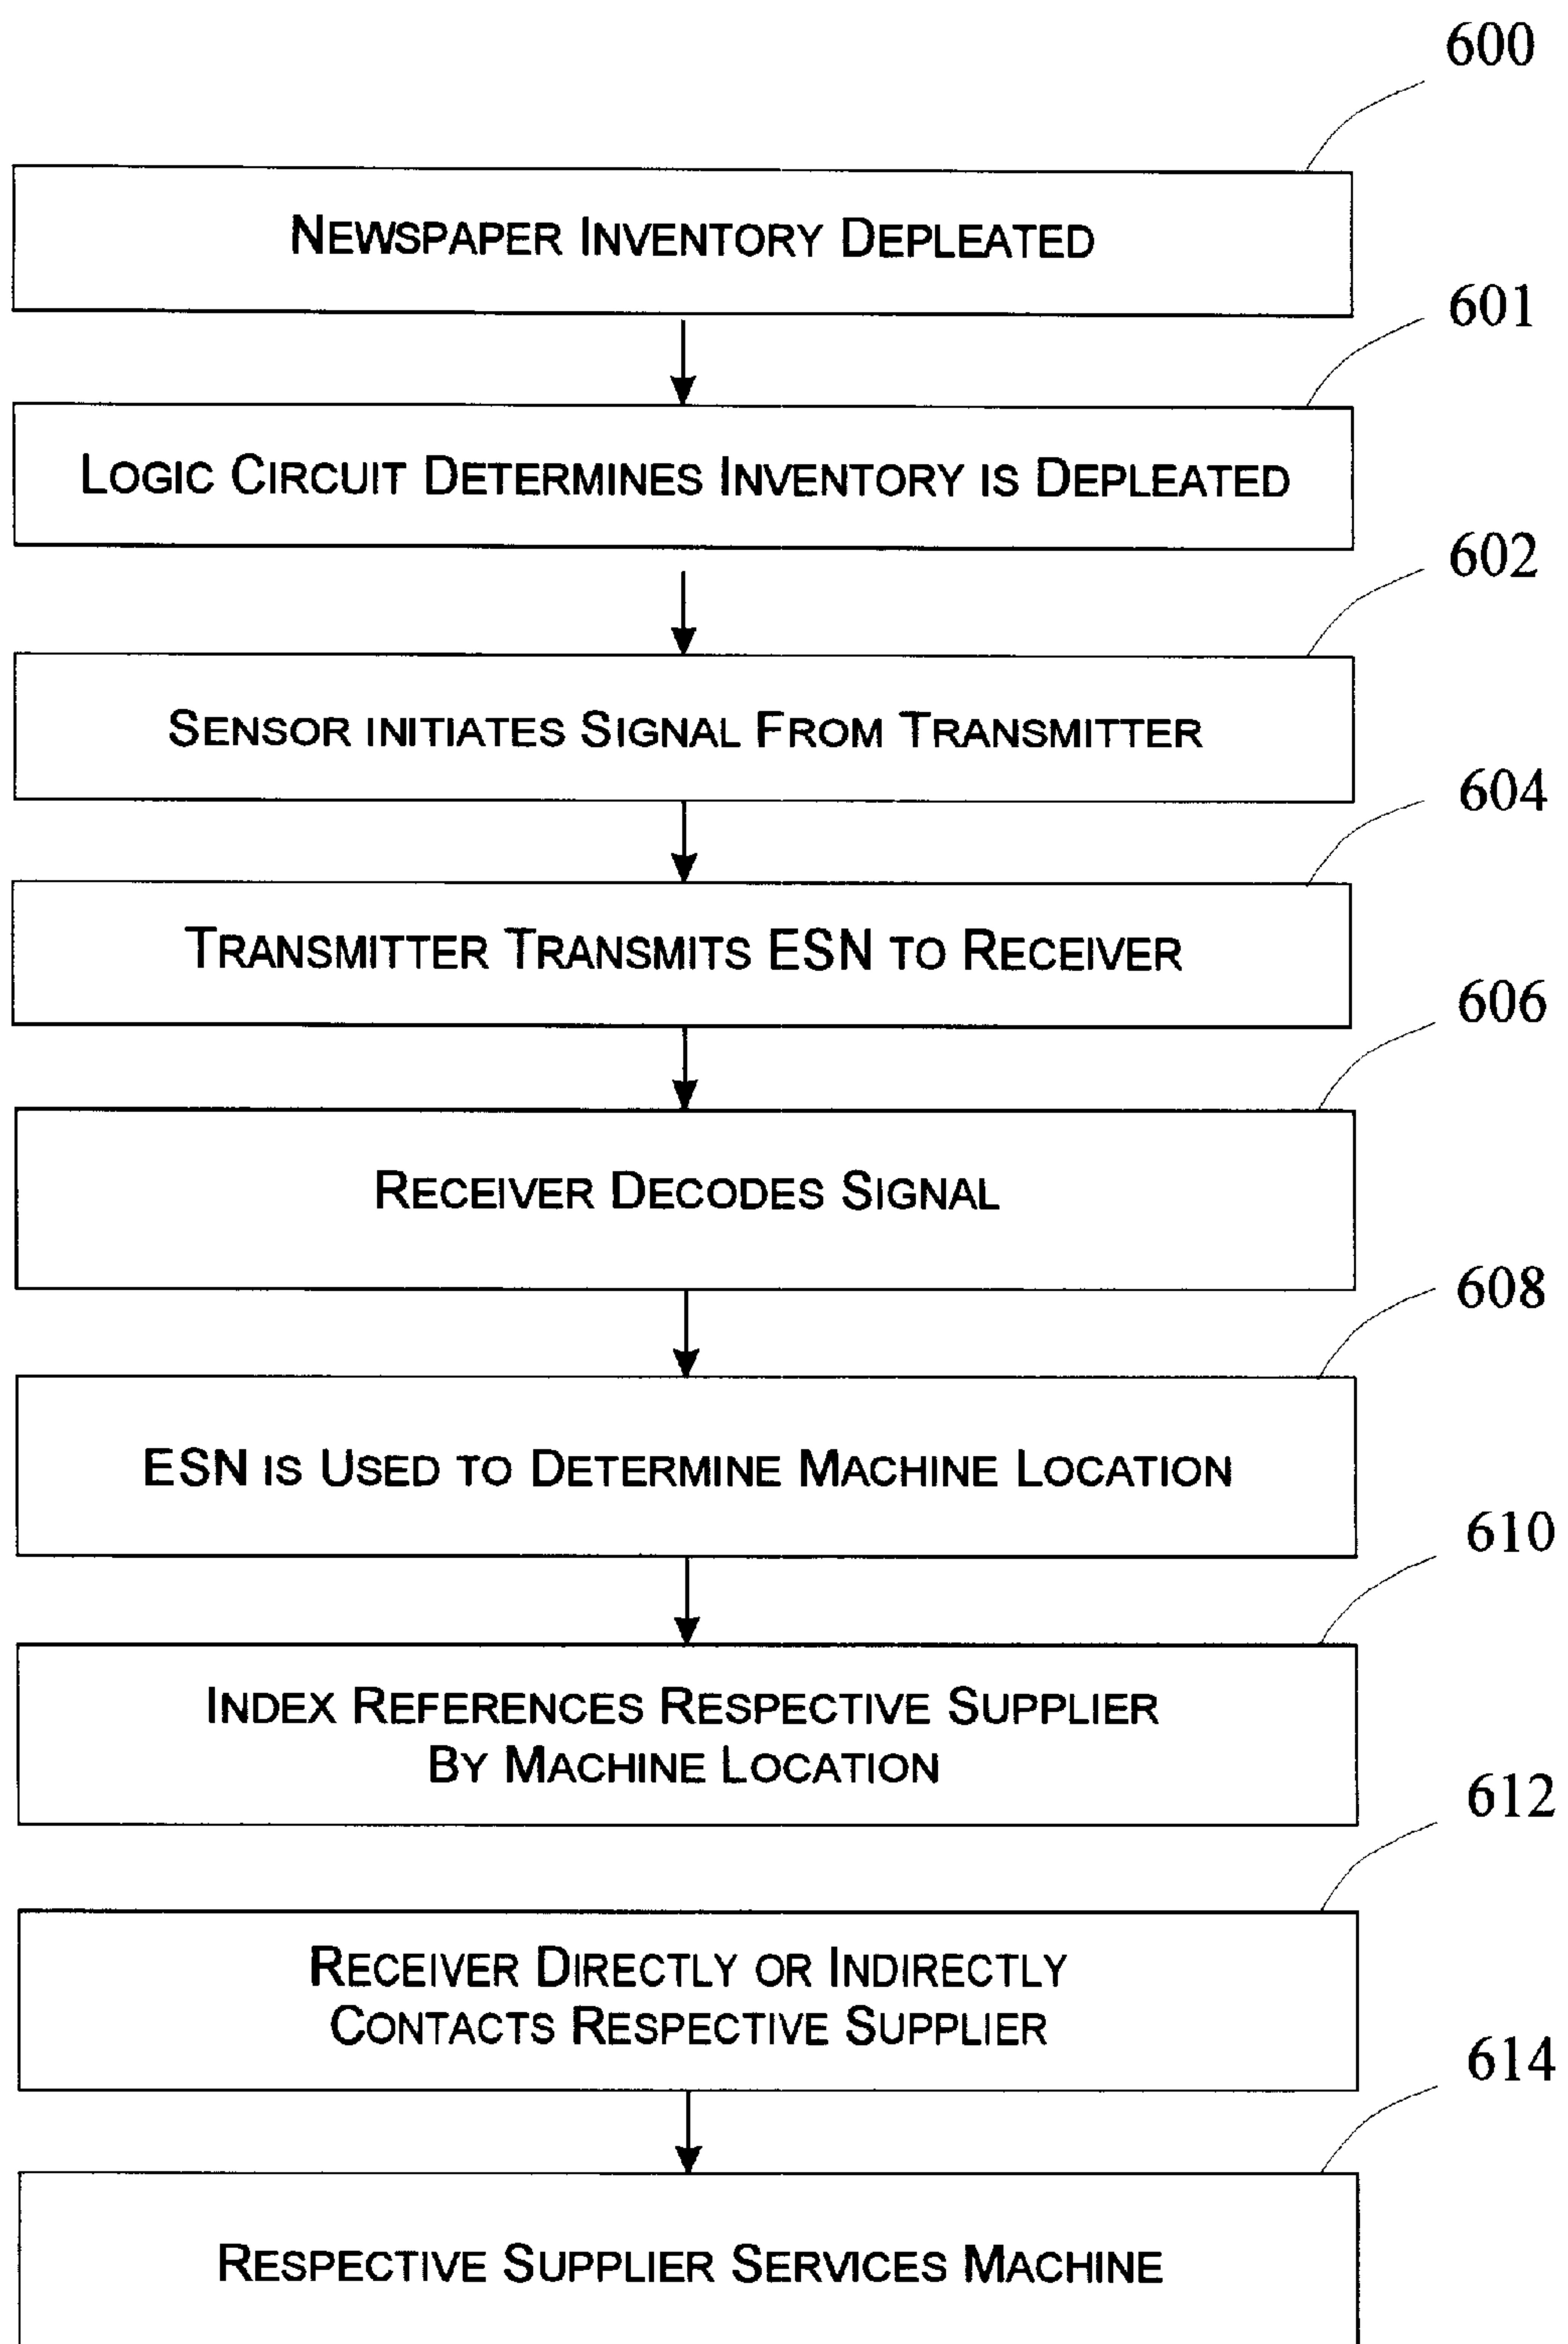 600
NEWSPAPER INVENTORY DEPLEATED
601
LOGIC CIRCUIT DETERMINES INVENTORY IS DEPLEATED
602
SENSOR INITIATES SIGNAL FROM TRANSMITTER
604
TRANSMITTER TRANSMITS ESN TO RECEIVER
606
RECEIVER DECODES SIGNAL
608
ESN IS USED TO DETERMINE MACHINE LOCATION
610
INDEX REFERENCES RESPECTIVE SUPPLIER
BY MACHINE LOCATION
612
RECEIVER DIRECTLY OR INDIRECTLY
CONTACTS RESPECTIVE SUPPLIER
614
RESPECTIVE SUPPLIER SERVICES MACHINE